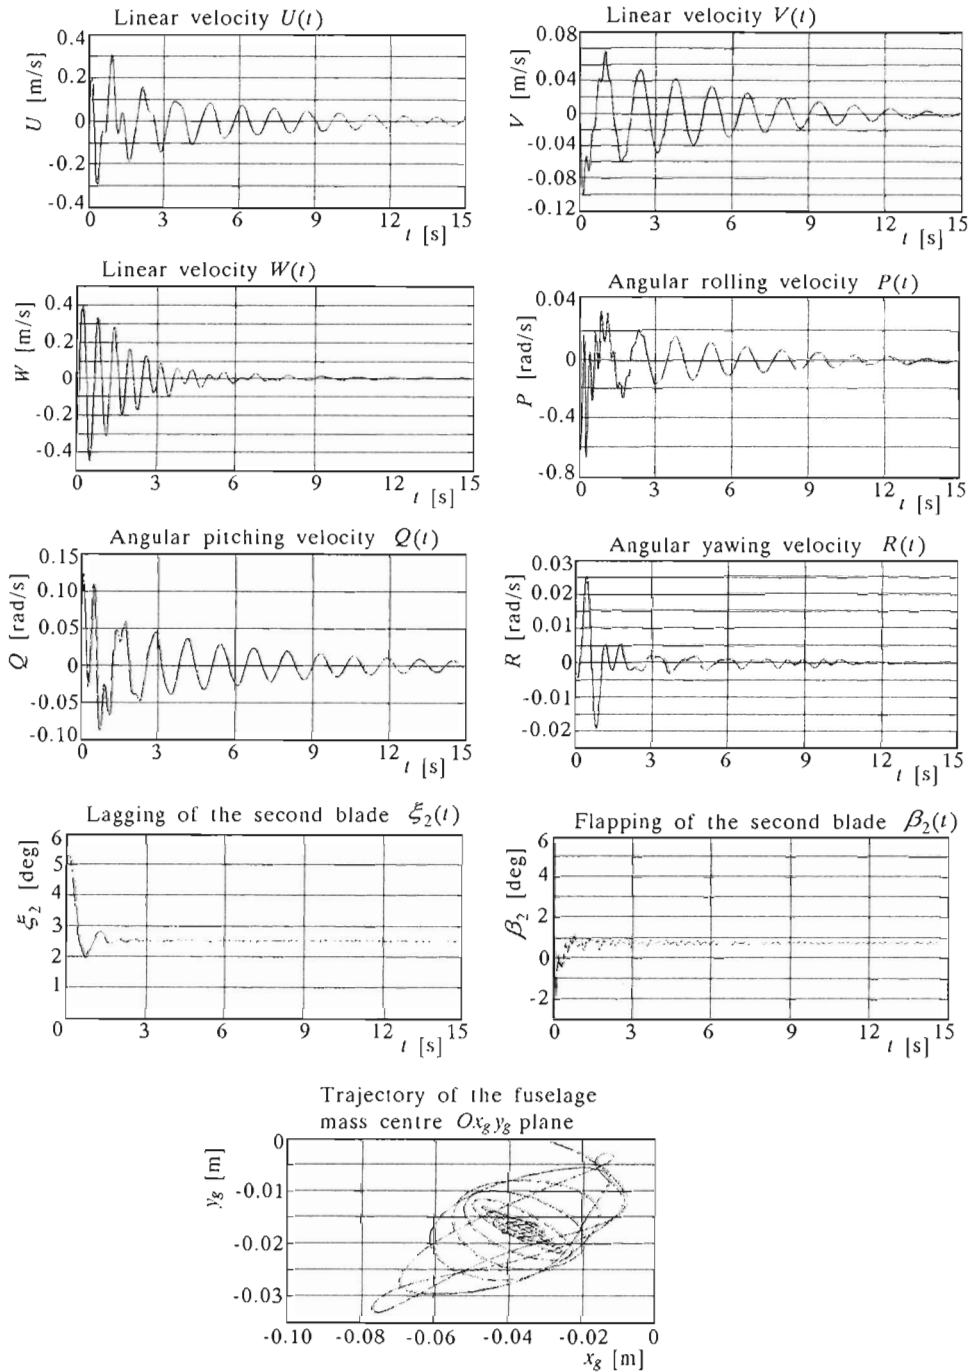 Linear velocity U(t)
U [m/s]
0.4
0.2
0
-0.2
-0.4
0 3 6 9 12 15
t [s]
Linear velocity V(t)
V [m/s]
0.08
0.04
0
-0.04
-0.08
-0.12
0 3 6 9 12 15
t [s]
Linear velocity W(t)
W [m/s]
0.4
0.2
0
-0.2
-0.4
0 3 6 9 12 15
t [s]
Angular rolling velocity P(t)
P [rad/s]
0.04
0
-0.4
-0.8
0 3 6 9 12 15
t [s]
Angular pitching velocity Q(t)
Q [rad/s]
0.15
0.10
0.05
0
-0.05
-0.10
0 3 6 9 12 15
t [s]
Angular yawing velocity R(t)
R [rad/s]
0.03
0.02
0.01
0
-0.01
-0.02
0 3 6 9 12 15
t [s]
Lagging of the second blade ξ₂(t)
ξ₂ [deg]
6
5
4
3
2
1
0 3 6 9 12 15
t [s]
Flapping of the second blade β₂(t)
β₂ [deg]
6
4
2
0
-2
0 3 6 9 12 15
t [s]
Trajectory of the fuselage
mass centre Ox_g y_g plane
y_g [m]
0
-0.01
-0.02
-0.03
-0.10 -0.08 -0.06 -0.04 -0.02 0
x_g [m]